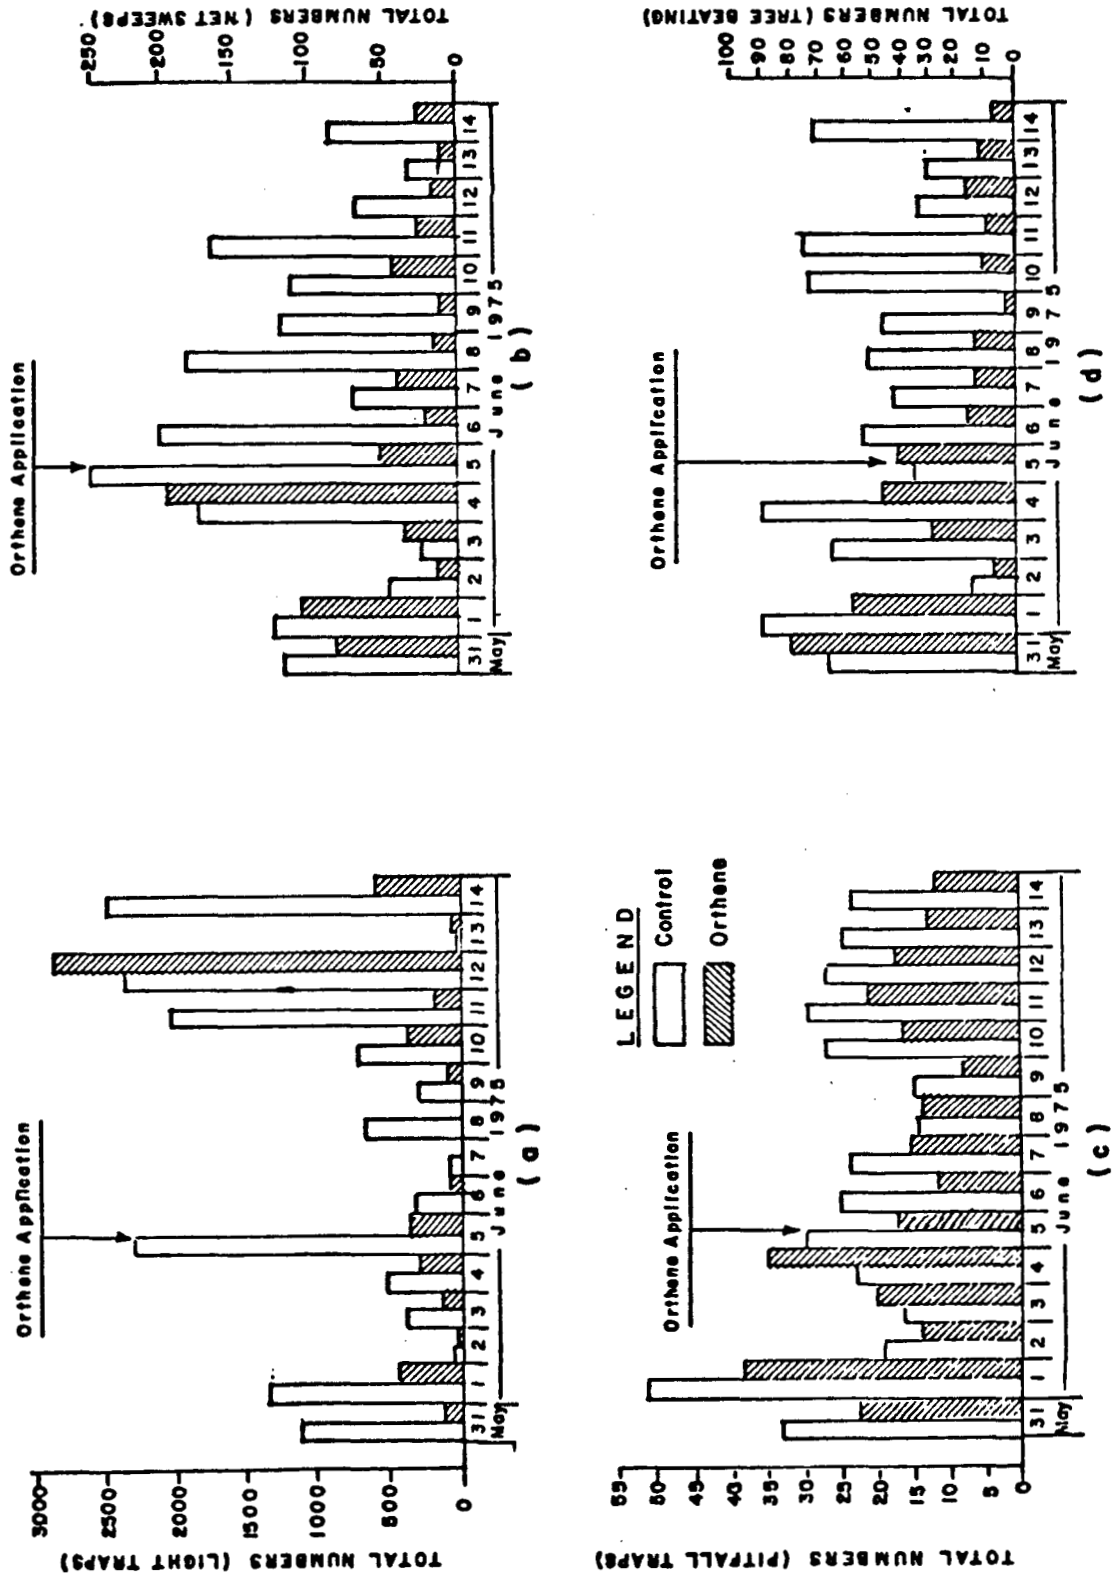 TOTAL NUMBERS (LIGHT TRAPS)
3000
2500
2000
1500
1000
500
0
Orthene Application
31 1 2 3 4 5 6 7 8 9 10 11 12 13 14
May June 1975
(a)
TOTAL NUMBERS (NET SWEEPS)
250
200
150
100
50
0
Orthene Application
31 1 2 3 4 5 6 7 8 9 10 11 12 13 14
May June 1975
(b)
TOTAL NUMBERS (PITFALL TRAPS)
59
50
40
35
25
20
15
10
5
0
Orthene Application
LEGEND
Control
Orthene
31 1 2 3 4 5 6 7 8 9 10 11 12 13 14
May June 1975
(c)
TOTAL NUMBERS (TREE BEATING)
100
90
80
70
60
50
40
30
20
10
0
Orthene Application
31 1 2 3 4 5 6 7 8 9 10 11 12 13 14
May June 1975
(d)